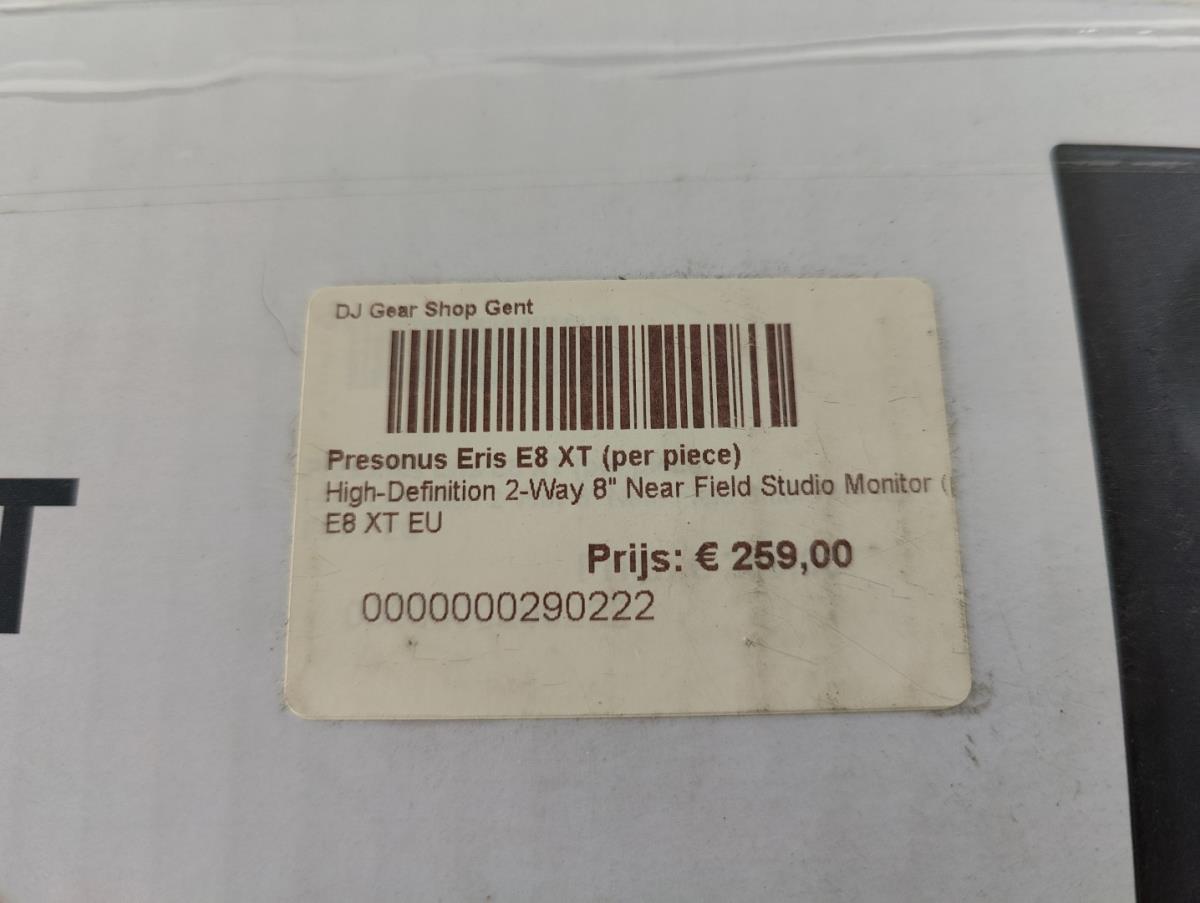 DJ Gear Shop Gent
Presonus Eris E8 XT (per piece)
High-Definition 2-Way 8" Near Field Studio Monitor (
E8 XT EU
Prijs: € 259,00
0000000290222
T